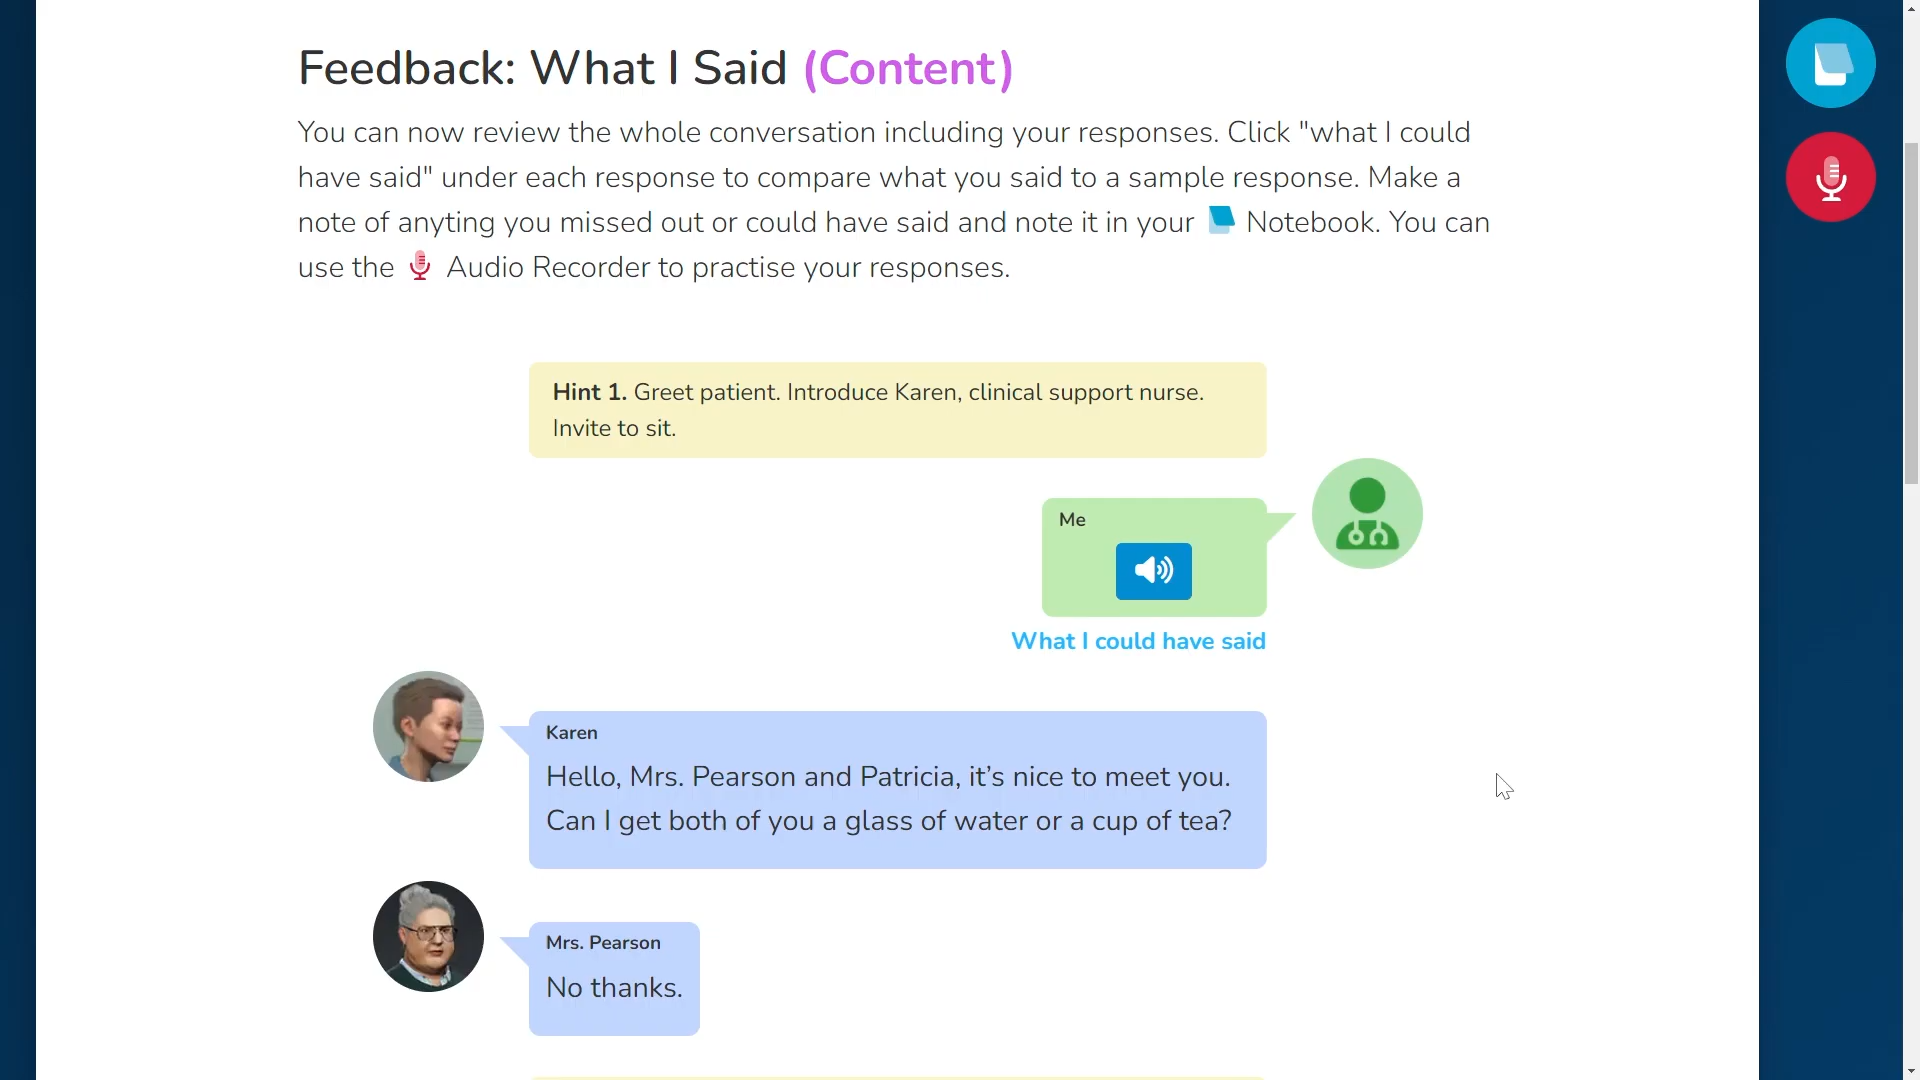 Feedback: What I Said (Content)
You can now review the whole conversation including your responses. Click "what I could
have said" under each response to compare what you said to a sample response. Make a
note of anyting you missed out or could have said and note it in your Notebook. You can
use the Audio Recorder to practise your responses.
Hint 1. Greet patient. Introduce Karen, clinical support nurse.
Invite to sit.
Me
What I could have said
Karen
Hello, Mrs. Pearson and Patricia, it’s nice to meet you.
Can I get both of you a glass of water or a cup of tea?
Mrs. Pearson
No thanks.